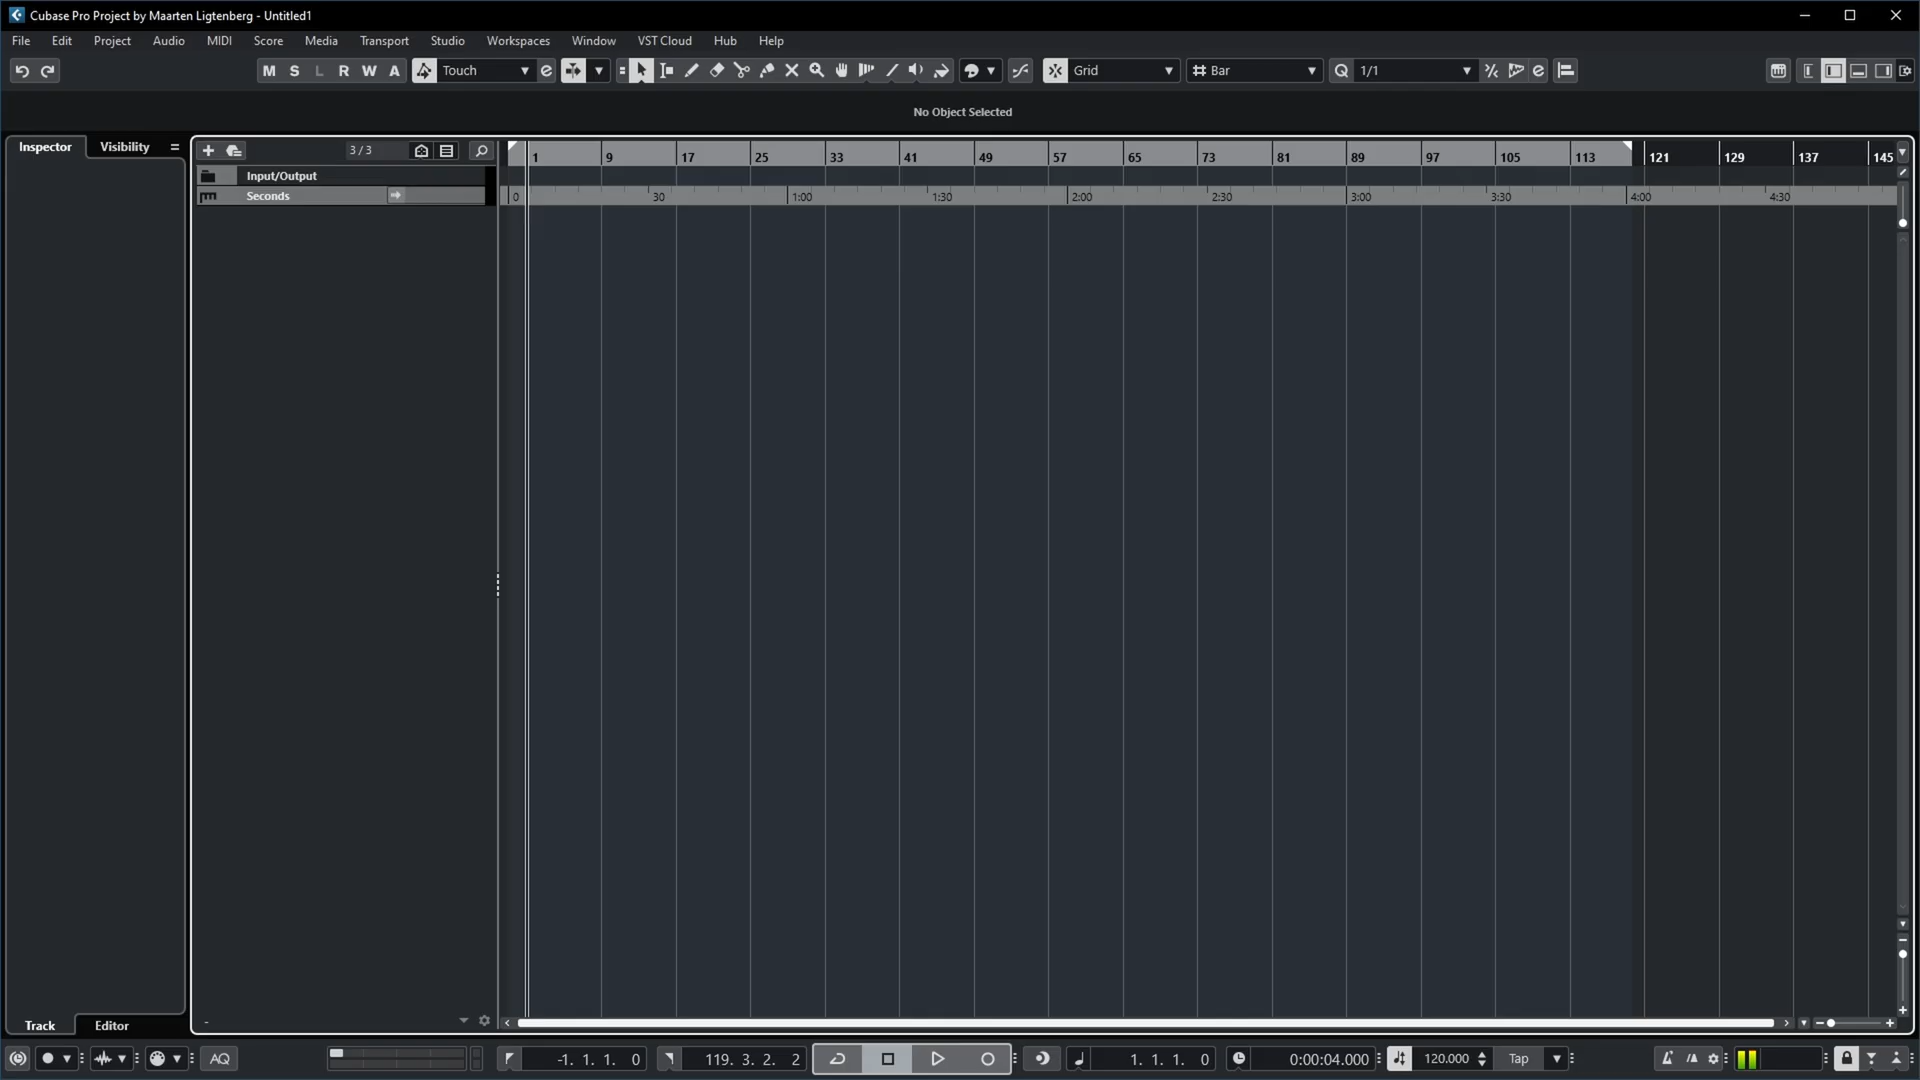 Cubase Pro Project by Maarten Ligtenberg - Untitled1
File Edit Project Audio MIDI Score Media Transport Studio Workspaces Window VST Cloud Hub Help
M S L R W A Touch e Grid Bar Q 1/1 e
No Object Selected
Inspector Visibility
3 / 3
1 9 17 25 33 41 49 57 65 73 81 89 97 105 113 121 129 137 145
Input/Output
Seconds
0 30 1:00 1:30 2:00 2:30 3:00 3:30 4:00 4:30
-
Track Editor
AQ -1. 1. 1. 0 119. 3. 2. 2 1. 1. 1. 0 0:00:04.000 120.000 Tap